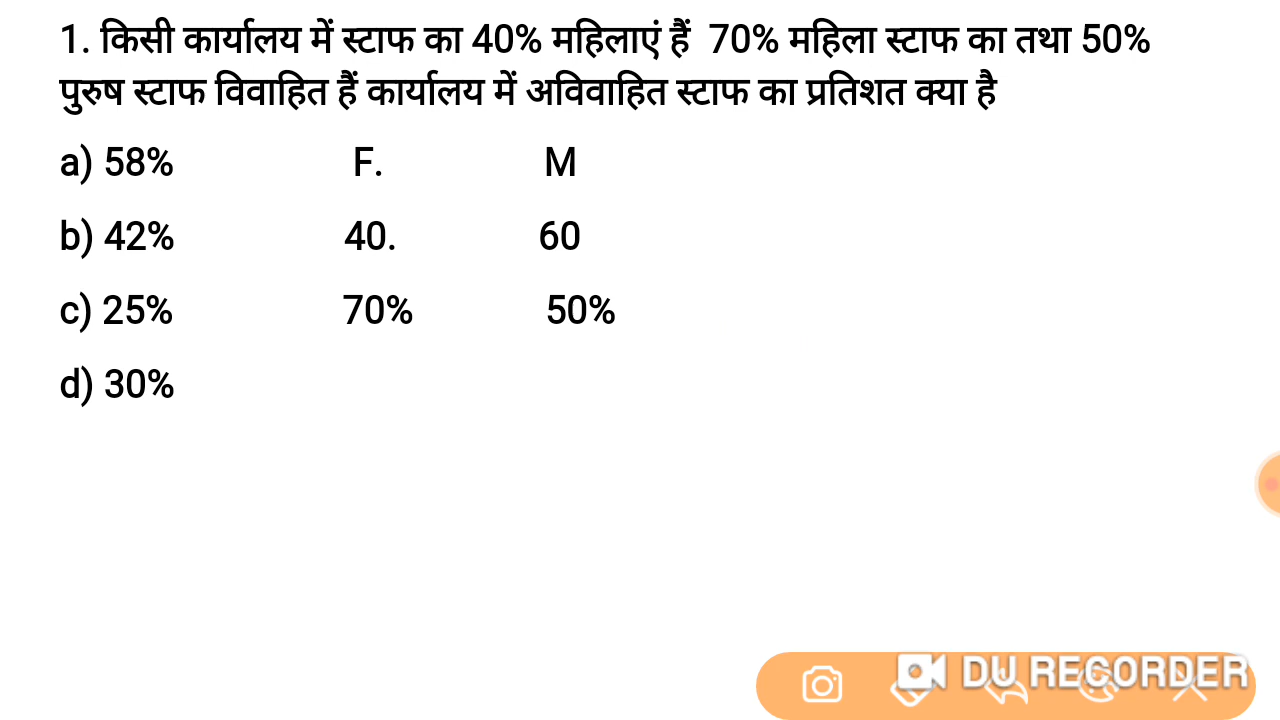 1. किसी कार्यालय में स्टाफ का 40% महिलाएं हैं 70% महिला स्टाफ का तथा 50%
पुरुष स्टाफ विवाहित हैं कार्यालय में अविवाहित स्टाफ का प्रतिशत क्या है
a) 58% F. M
b) 42% 40. 60
c) 25% 70% 50%
d) 30%
DU RECORDER